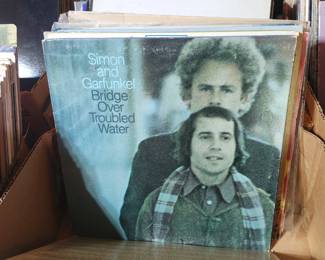 Simon
and
Garfunkel
Bridge
Over
Troubled
Water